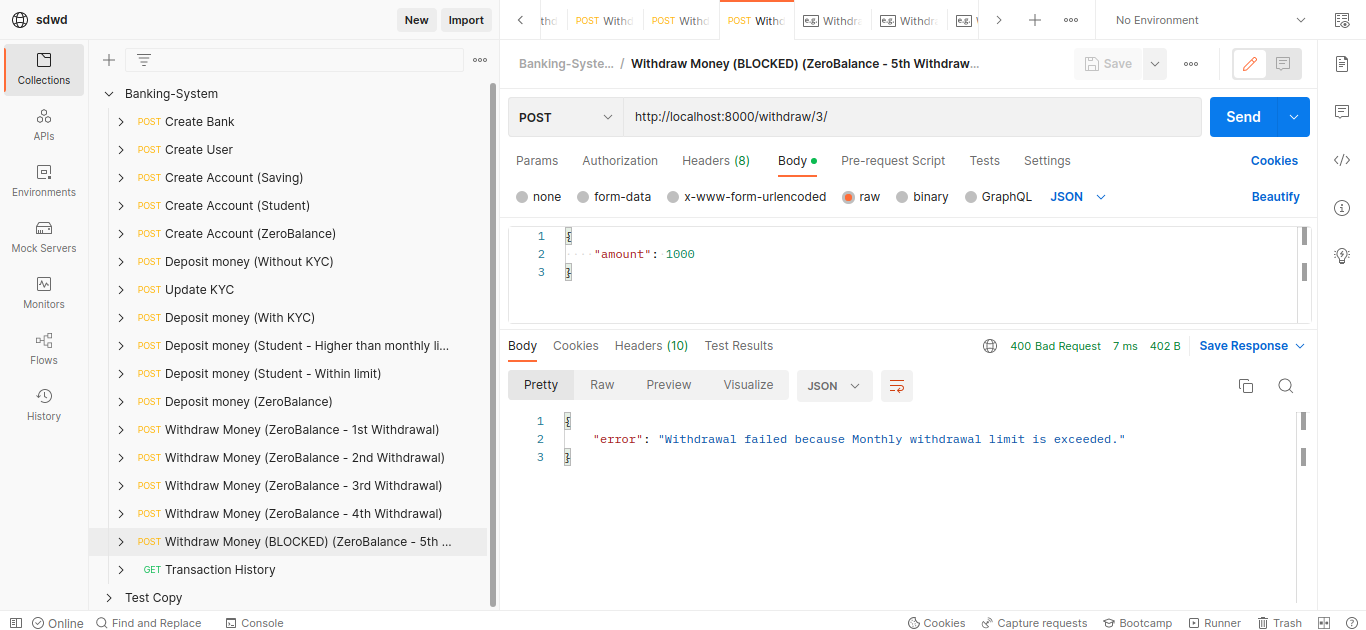 sdwd
New
Import
thd
POST Withd
POST Withd
POST Withd
Withdra
Withdra
No Environment
Collections
APIs
Environments
Mock Servers
Monitors
Flows
History
Banking-System
POST Create Bank
POST Create User
POST Create Account (Saving)
POST Create Account (Student)
POST Create Account (ZeroBalance)
POST Deposit money (Without KYC)
POST Update KYC
POST Deposit money (With KYC)
POST Deposit money (Student - Higher than monthly li...
POST Deposit money (Student - Within limit)
POST Deposit money (ZeroBalance)
POST Withdraw Money (ZeroBalance - 1st Withdrawal)
POST Withdraw Money (ZeroBalance - 2nd Withdrawal)
POST Withdraw Money (ZeroBalance - 3rd Withdrawal)
POST Withdraw Money (ZeroBalance - 4th Withdrawal)
POST Withdraw Money (BLOCKED) (ZeroBalance - 5th ...
GET Transaction History
Test Copy
Banking-Syste... / Withdraw Money (BLOCKED) (ZeroBalance - 5th Withdraw...
Save
POST
http://localhost:8000/withdraw/3/
Send
Params Authorization Headers (8) Body Pre-request Script Tests Settings Cookies
none form-data x-www-form-urlencoded raw binary GraphQL JSON Beautify
1 {
2 "amount": 1000
3 }
Body Cookies Headers (10) Test Results 400 Bad Request 7 ms 402 B Save Response
Pretty Raw Preview Visualize JSON
1 {
2 "error": "Withdrawal failed because Monthly withdrawal limit is exceeded."
3 }
Online Find and Replace Console Cookies Capture requests Bootcamp Runner Trash